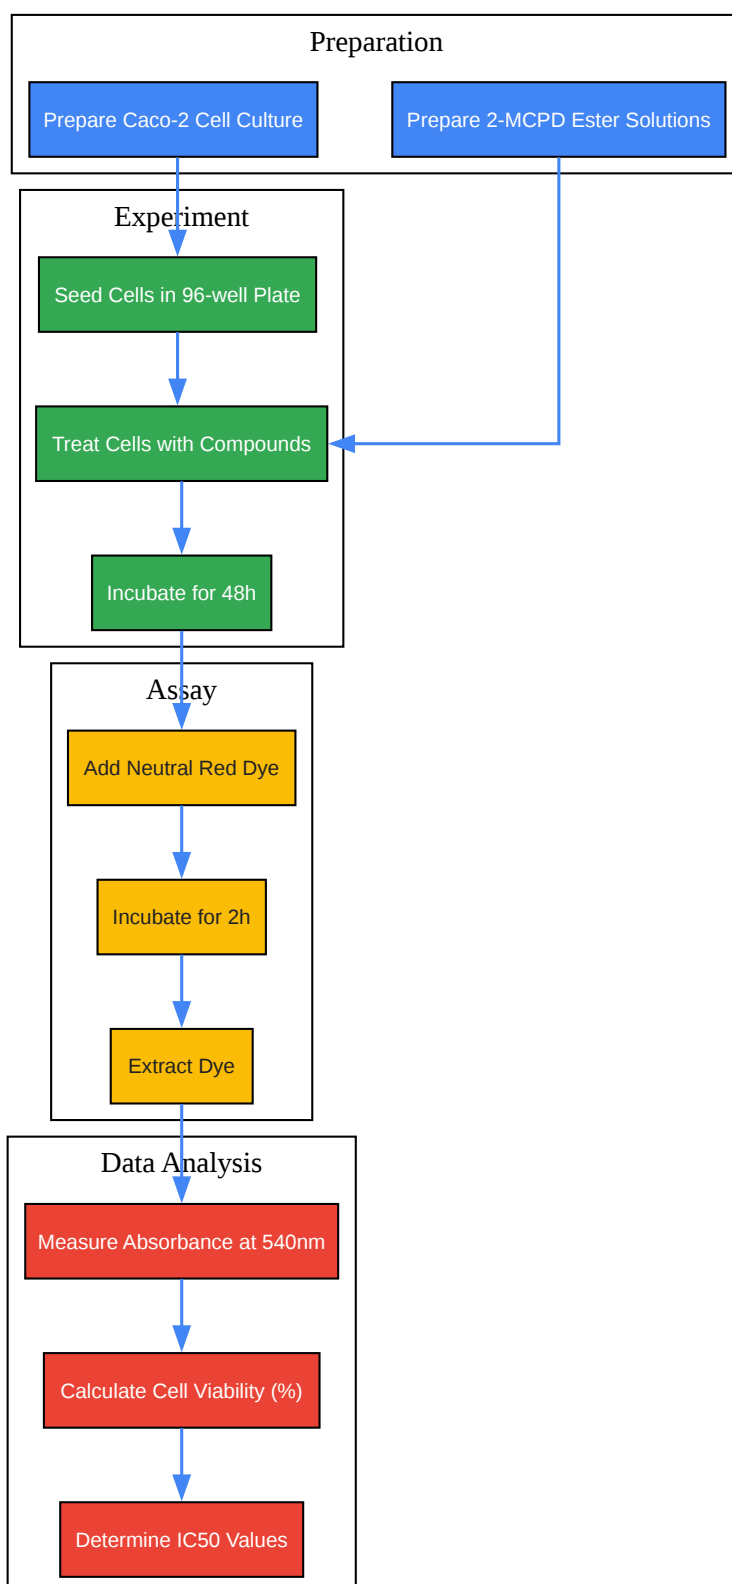 Preparation
Prepare Caco-2 Cell Culture
Prepare 2-MCPD Ester Solutions
Experiment
Seed Cells in 96-well Plate
Treat Cells with Compounds
Incubate for 48h
Assay
Add Neutral Red Dye
Incubate for 2h
Extract Dye
Data Analysis
Measure Absorbance at 540nm
Calculate Cell Viability (%)
Determine IC50 Values